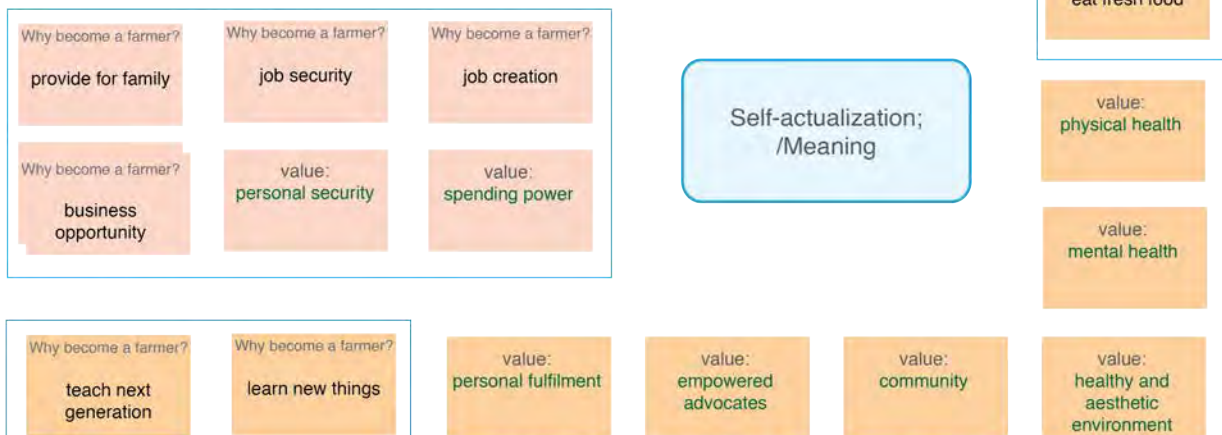 eat fresh food
Why become a farmer?
provide for family
Why become a farmer?
job security
Why become a farmer?
job creation
Self-actualization;
/Meaning
value:
physical health
Why become a farmer?
business
opportunity
value:
personal security
value:
spending power
value:
mental health
Why become a farmer?
teach next
generation
Why become a farmer?
learn new things
value:
personal fulfilment
value:
empowered
advocates
value:
community
value:
healthy and
aesthetic
environment